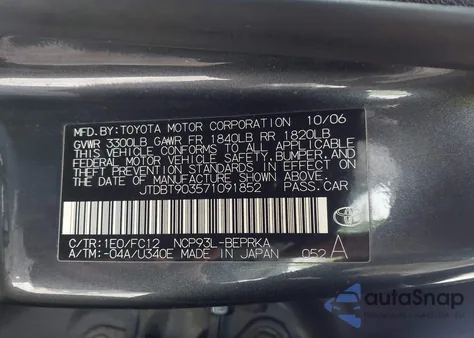 MFD.BY:TOYOTA MOTOR CORPORATION 10/06
GVWR 3300LB GAWR FR 1840LB RR 1820LB
THIS VEHICLE CONFORMS TO ALL APPLICABLE
FEDERAL MOTOR VEHICLE SAFETY,BUMPER,AND
THEFT PREVENTION STANDARDS IN EFFECT ON
THE DATE OF MANUFACTURE SHOWN ABOVE.
JTDBT903571091852 PASS.CAR
C/TR:1E0/FC12 NCP93L-BEPRKA
A/TM:-04A/U340E MADE IN JAPAN 052 A
autaSnap